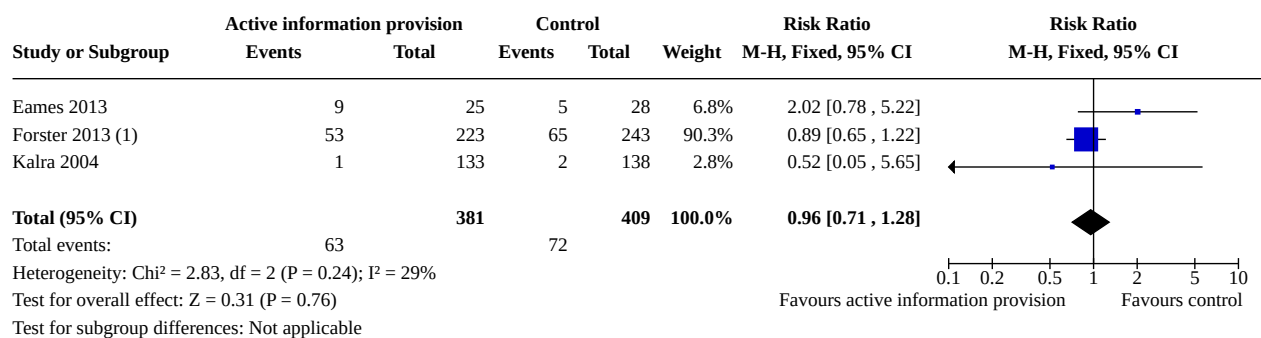 Active information provision Control Risk Ratio Risk Ratio
Study or Subgroup Events Total Events Total Weight M-H, Fixed, 95% CI M-H, Fixed, 95% CI
Eames 2013 9 25 5 28 6.8% 2.02 [0.78 , 5.22]
Forster 2013 (1) 53 223 65 243 90.3% 0.89 [0.65 , 1.22]
Kalra 2004 1 133 2 138 2.8% 0.52 [0.05 , 5.65]
Total (95% CI) 381 409 100.0% 0.96 [0.71 , 1.28]
Total events: 63 72
Heterogeneity: Chi² = 2.83, df = 2 (P = 0.24); I² = 29%
0.1 0.2 0.5 1 2 5 10
Test for overall effect: Z = 0.31 (P = 0.76) Favours active information provision Favours control
Test for subgroup differences: Not applicable